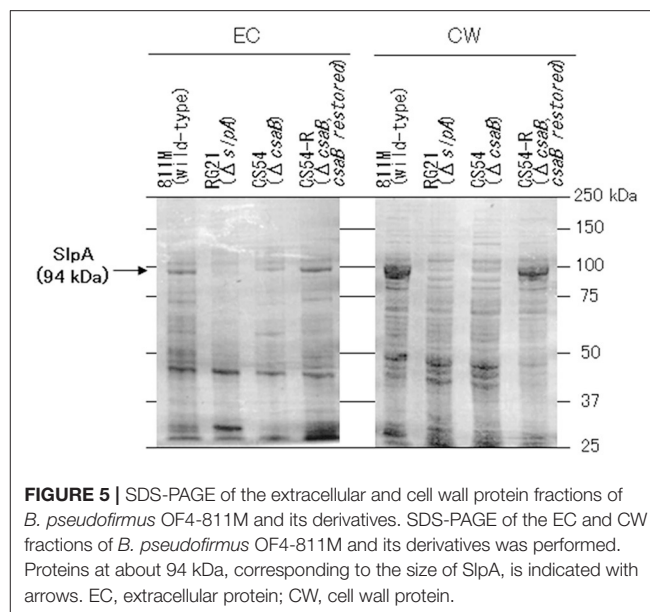 EC
CW
811M
(wild-type)
RG21
(Δ slpA)
CS54
(Δ csaB)
CS54-R
(Δ csaB,
csaB restored)
811M
(wild-type)
RG21
(Δ slpA)
CS54
(Δ csaB)
CS54-R
(Δ csaB,
csaB restored)
SlpA
(94 kDa)
250 kDa
150
100
75
50
37
25
FIGURE 5 | SDS-PAGE of the extracellular and cell wall protein fractions of
B. pseudofirmus OF4-811M and its derivatives. SDS-PAGE of the EC and CW
fractions of B. pseudofirmus OF4-811M and its derivatives was performed.
Proteins at about 94 kDa, corresponding to the size of SlpA, is indicated with
arrows. EC, extracellular protein; CW, cell wall protein.